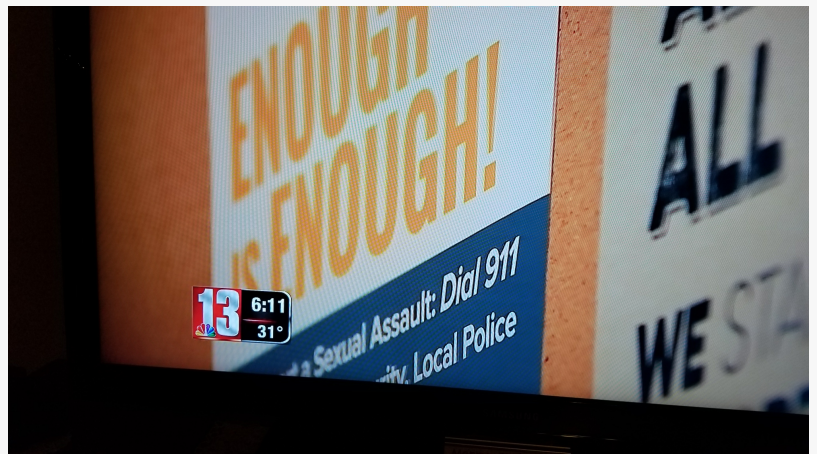 ENOUGH
IS ENOUGH!
a Sexual Assault: Dial 911
Local Police
ALL
WE
13
6:11
31°